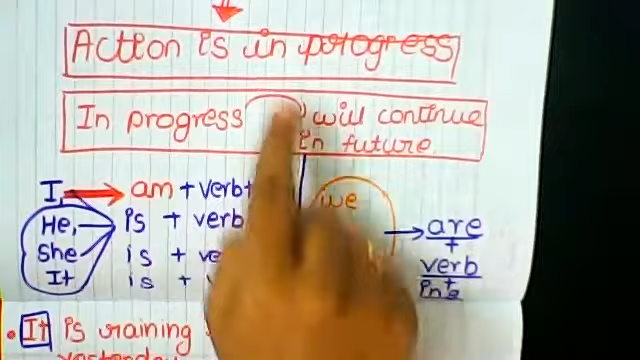 Action is in progress
In progress will continue
in future.
I, am + verb+
He, is + verb
She is +
It is +
we
are
+
verb
+
It is raining
yesterday